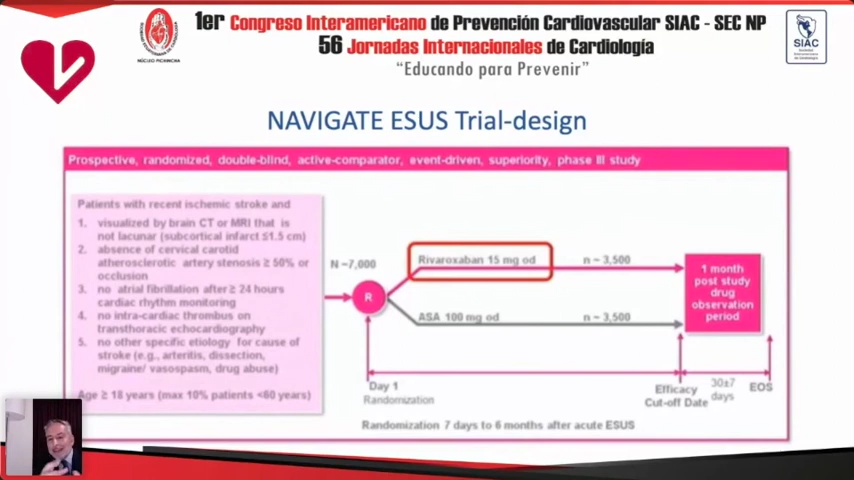 1er Congreso Interamericano de Prevención Cardiovascular SIAC - SEC NP
56 Jornadas Internacionales de Cardiología
“Educando para Prevenir”
NÚCLEO PICHINCHA
SIAC
NAVIGATE ESUS Trial-design
Prospective, randomized, double-blind, active-comparator, event-driven, superiority, phase III study
Patients with recent ischemic stroke and
1. visualized by brain CT or MRI that is
not lacunar (subcortical infarct ≤1.5 cm)
2. absence of cervical carotid
atherosclerotic artery stenosis ≥ 50% or
occlusion
3. no atrial fibrillation after ≥ 24 hours
cardiac rhythm monitoring
4. no intra-cardiac thrombus on
transthoracic echocardiography
5. no other specific etiology for cause of
stroke (e.g., arteritis, dissection,
migraine/ vasospasm, drug abuse)
Age ≥ 18 years (max 10% patients <60 years)
N ~7,000
R
Rivaroxaban 15 mg od
n ~ 3,500
ASA 100 mg od
n ~ 3,500
1 month
post study
drug
observation
period
Day 1
Randomization
Efficacy
Cut-off Date
30±7
days
EOS
Randomization 7 days to 6 months after acute ESUS